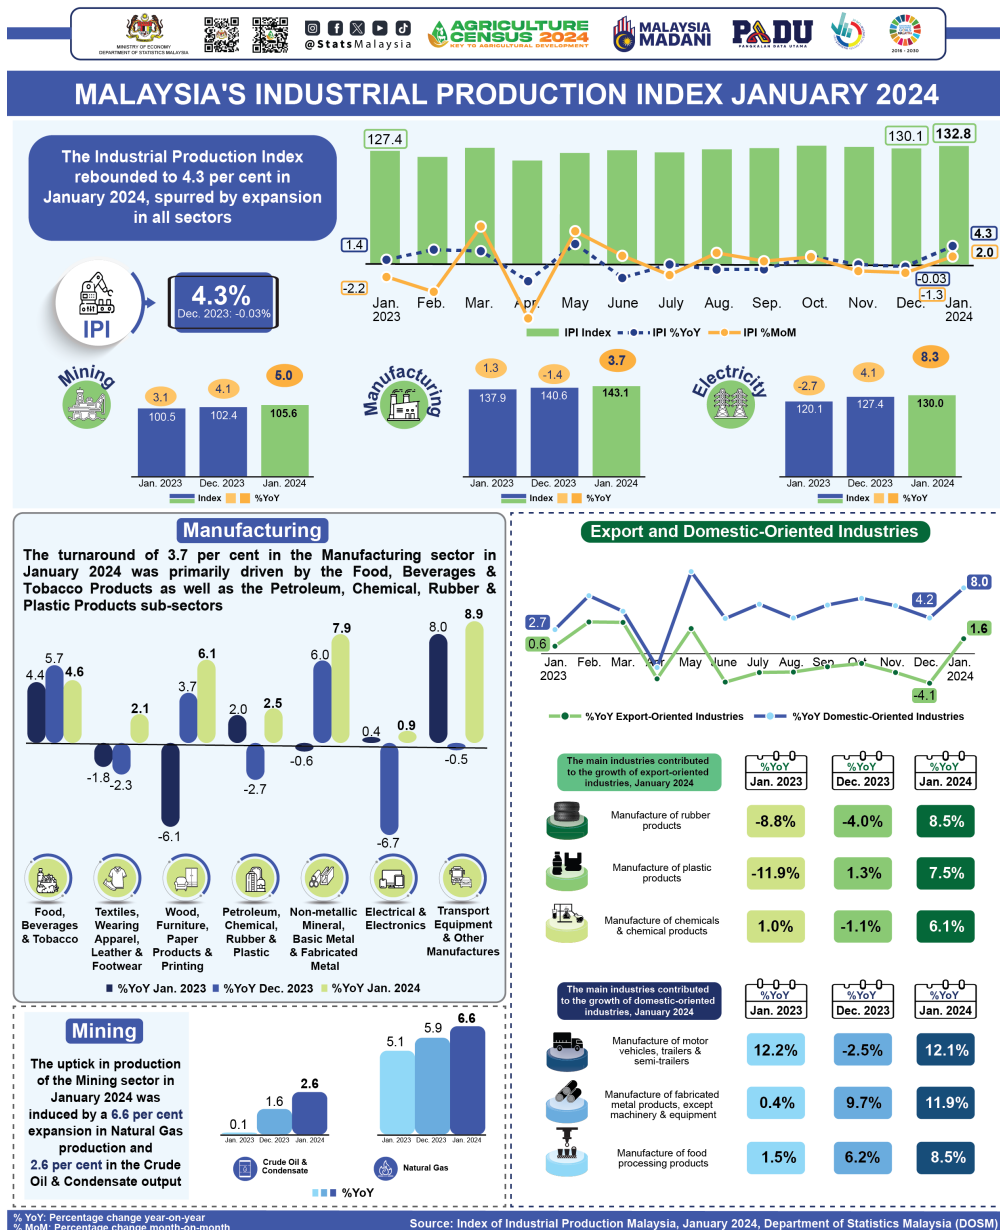 MINISTRY OF ECONOMY
DEPARTMENT OF STATISTICS MALAYSIA
@StatsMalaysia
AGRICULTURE
CENSUS 2024
KEY TO AGRICULTURAL DEVELOPMENT
MALAYSIA
MADANI
PADU
PANGKALAN DATA UTAMA
2016 - 2030
MALAYSIA'S INDUSTRIAL PRODUCTION INDEX JANUARY 2024
The Industrial Production Index
rebounded to 4.3 per cent in
January 2024, spurred by expansion
in all sectors
IPI
4.3%
Dec. 2023: -0.03%
127.4
130.1
132.8
1.4
4.3
2.0
-2.2
-0.03
-1.3
Jan. Feb. Mar. Apr. May June July Aug. Sep. Oct. Nov. Dec. Jan.
2023 2024
IPI Index IPI %YoY IPI %MoM
Mining
3.1 4.1 5.0
100.5 102.4 105.6
Jan. 2023 Dec. 2023 Jan. 2024
Index %YoY
Manufacturing
1.3 -1.4 3.7
137.9 140.6 143.1
Jan. 2023 Dec. 2023 Jan. 2024
Index %YoY
Electricity
-2.7 4.1 8.3
120.1 127.4 130.0
Jan. 2023 Dec. 2023 Jan. 2024
Index %YoY
Manufacturing
The turnaround of 3.7 per cent in the Manufacturing sector in
January 2024 was primarily driven by the Food, Beverages &
Tobacco Products as well as the Petroleum, Chemical, Rubber &
Plastic Products sub-sectors
4.4 5.7 4.6
-1.8 -2.3 2.1
-6.1 3.7 6.1
2.0 -2.7 2.5
-0.6 6.0 7.9
0.4 -6.7 0.9
8.0 -0.5 8.9
Food,
Beverages
& Tobacco
Textiles,
Wearing
Apparel,
Leather &
Footwear
Wood,
Furniture,
Paper
Products &
Printing
Petroleum,
Chemical,
Rubber &
Plastic
Non-metallic
Mineral,
Basic Metal
& Fabricated
Metal
Electrical &
Electronics
Transport
Equipment
& Other
Manufactures
%YoY Jan. 2023 %YoY Dec. 2023 %YoY Jan. 2024
Mining
The uptick in production
of the Mining sector in
January 2024 was
induced by a 6.6 per cent
expansion in Natural Gas
production and
2.6 per cent in the Crude
Oil & Condensate output
0.1 1.6 2.6
Jan. 2023 Dec. 2023 Jan. 2024
Crude Oil &
Condensate
5.1 5.9 6.6
Jan. 2023 Dec. 2023 Jan. 2024
Natural Gas
%YoY
Export and Domestic-Oriented Industries
2.7
0.6
4.2
8.0
1.6
-4.1
Jan. Feb. Mar. Apr. May June July Aug. Sep. Oct. Nov. Dec. Jan.
2023 2024
%YoY Export-Oriented Industries %YoY Domestic-Oriented Industries
The main industries contributed
to the growth of export-oriented
industries, January 2024
%YoY %YoY %YoY
Jan. 2023 Dec. 2023 Jan. 2024
Manufacture of rubber
products
-8.8% -4.0% 8.5%
Manufacture of plastic
products
-11.9% 1.3% 7.5%
Manufacture of chemicals
& chemical products
1.0% -1.1% 6.1%
The main industries contributed
to the growth of domestic-oriented
industries, January 2024
%YoY %YoY %YoY
Jan. 2023 Dec. 2023 Jan. 2024
Manufacture of motor
vehicles, trailers &
semi-trailers
12.2% -2.5% 12.1%
Manufacture of fabricated
metal products, except
machinery & equipment
0.4% 9.7% 11.9%
Manufacture of food
processing products
1.5% 6.2% 8.5%
% YoY: Percentage change year-on-year
% MoM: Percentage change month-on-month
Source: Index of Industrial Production Malaysia, January 2024, Department of Statistics Malaysia (DOSM)